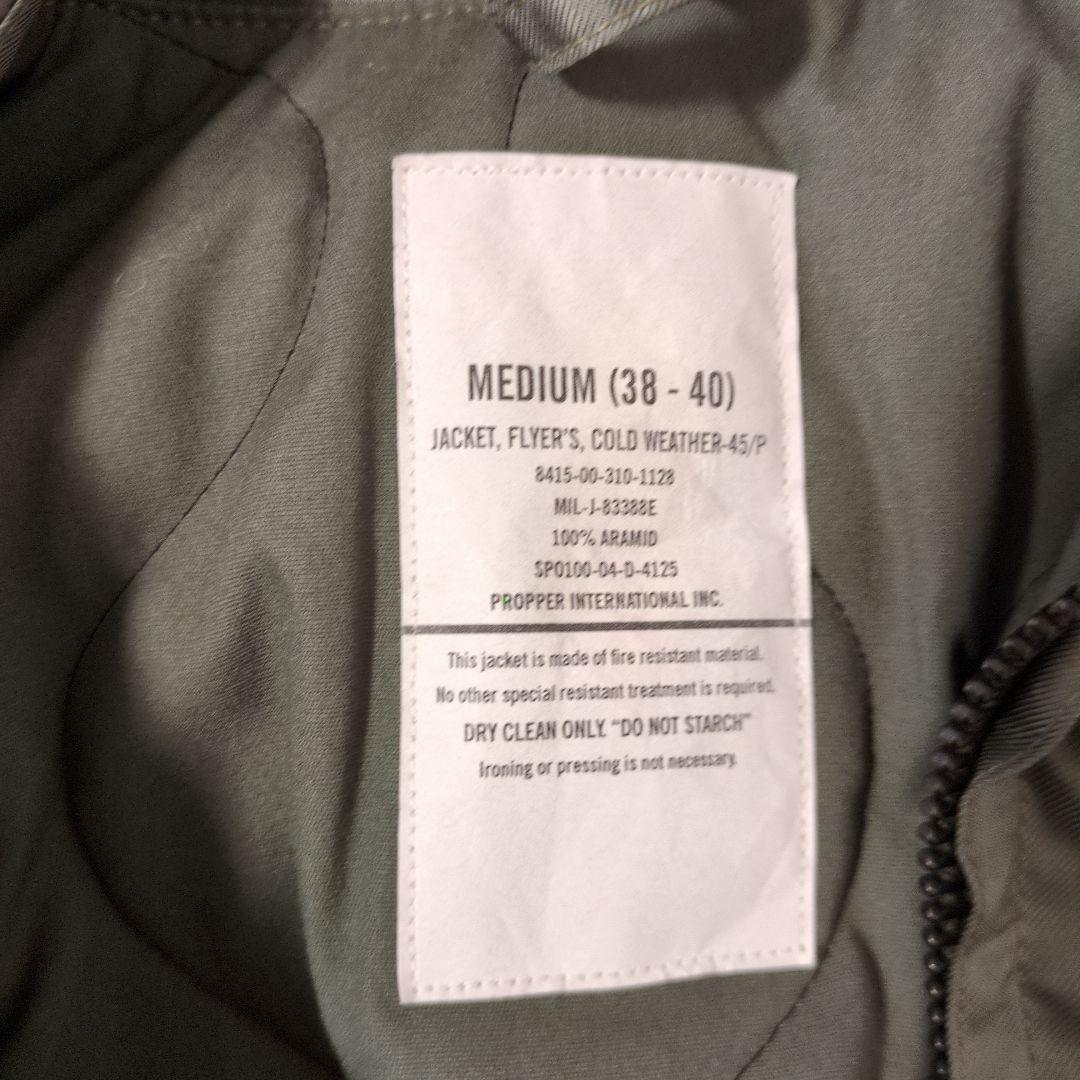 MEDIUM (38 - 40)
JACKET, FLYER'S, COLD WEATHER-45/P
8415-00-310-1128
MIL-J-83388E
100% ARAMID
SPO100-04-D-4125
PROPPER INTERNATIONAL INC.
This jacket is made of fire resistant material.
No other special resistant treatment is required.
DRY CLEAN ONLY. "DO NOT STARCH"
Ironing or pressing is not necessary.